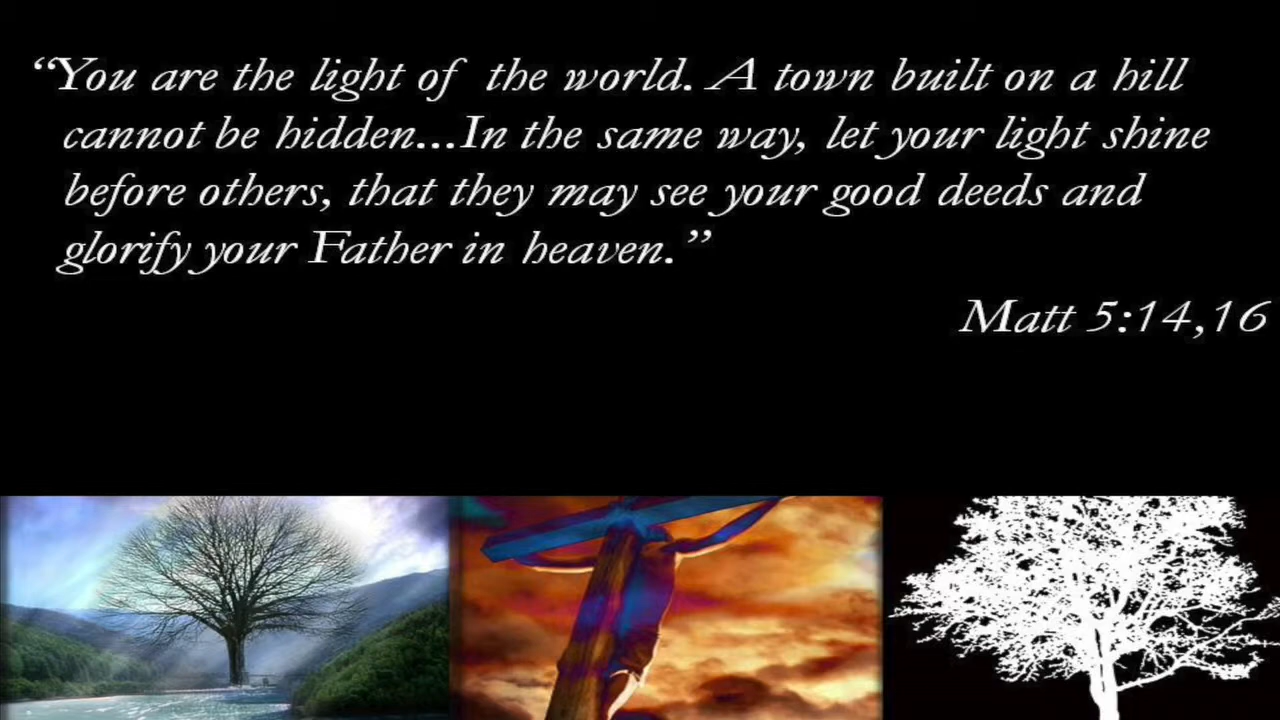 “You are the light of the world. A town built on a hill
cannot be hidden...In the same way, let your light shine
before others, that they may see your good deeds and
glorify your Father in heaven.”
Matt 5:14,16